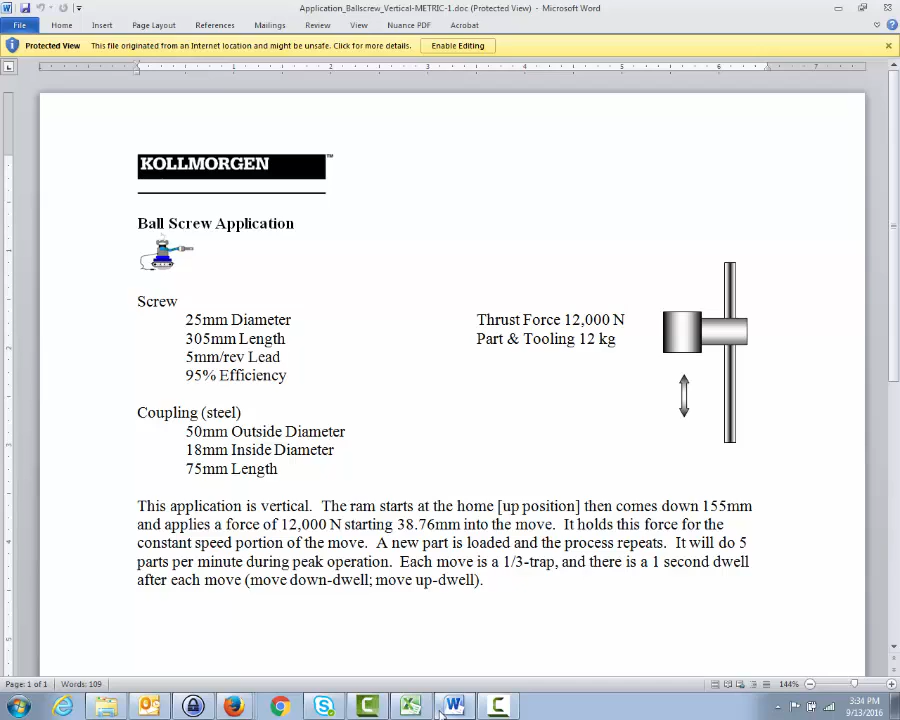 Application_Ballscrew_Vertical-METRIC-1.doc (Protected View) - Microsoft Word
File Home Insert Page Layout References Mailings Review View Nuance PDF Acrobat
Protected View This file originated from an Internet location and might be unsafe. Click for more details. Enable Editing
1 2 3 4 5 6 7
KOLLMORGEN™
Ball Screw Application
Screw
25mm Diameter
305mm Length
5mm/rev Lead
95% Efficiency
Thrust Force 12,000 N
Part & Tooling 12 kg
Coupling (steel)
50mm Outside Diameter
18mm Inside Diameter
75mm Length
This application is vertical. The ram starts at the home [up position] then comes down 155mm
and applies a force of 12,000 N starting 38.76mm into the move. It holds this force for the
constant speed portion of the move. A new part is loaded and the process repeats. It will do 5
parts per minute during peak operation. Each move is a 1/3-trap, and there is a 1 second dwell
after each move (move down-dwell; move up-dwell).
Page: 1 of 1 Words: 109 144%
3:34 PM
9/13/2016